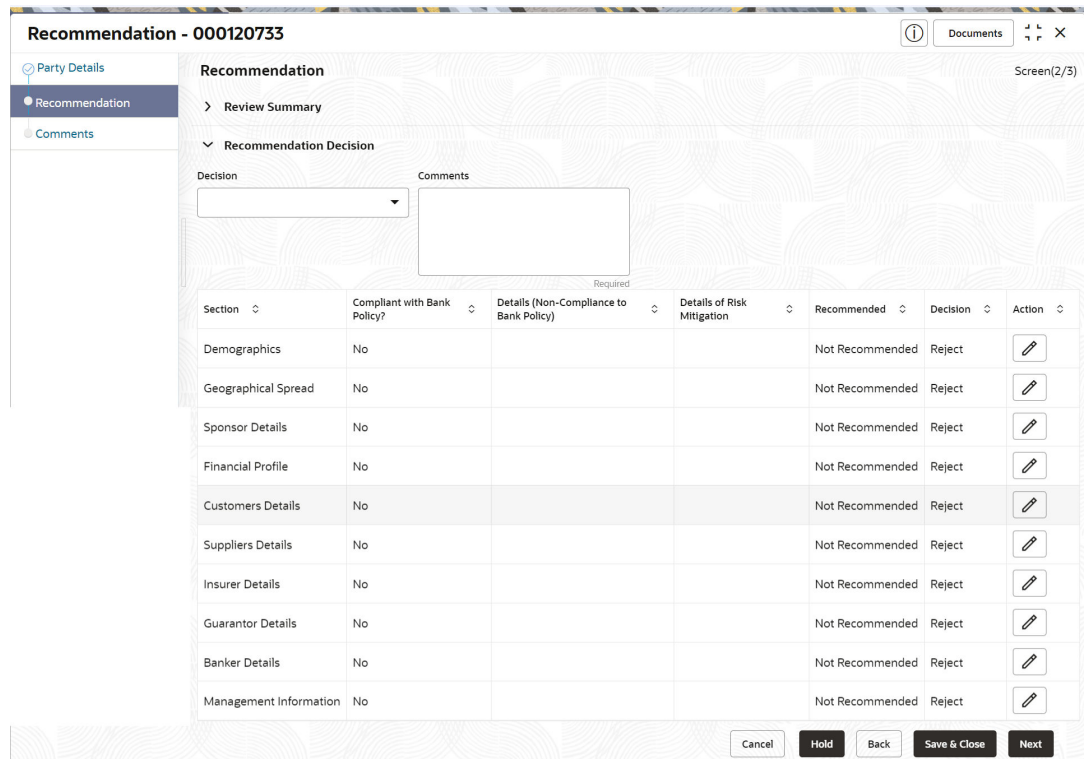 Recommendation - 000120733
Documents
Party Details
Recommendation
Comments
Recommendation
Screen(2/3)
Review Summary
Recommendation Decision
Decision
Comments
Required
Section Compliant with Bank Policy? Details (Non-Compliance to Bank Policy) Details of Risk Mitigation Recommended Decision Action
Demographics No Not Recommended Reject
Geographical Spread No Not Recommended Reject
Sponsor Details No Not Recommended Reject
Financial Profile No Not Recommended Reject
Customers Details No Not Recommended Reject
Suppliers Details No Not Recommended Reject
Insurer Details No Not Recommended Reject
Guarantor Details No Not Recommended Reject
Banker Details No Not Recommended Reject
Management Information No Not Recommended Reject
Cancel Hold Back Save & Close Next